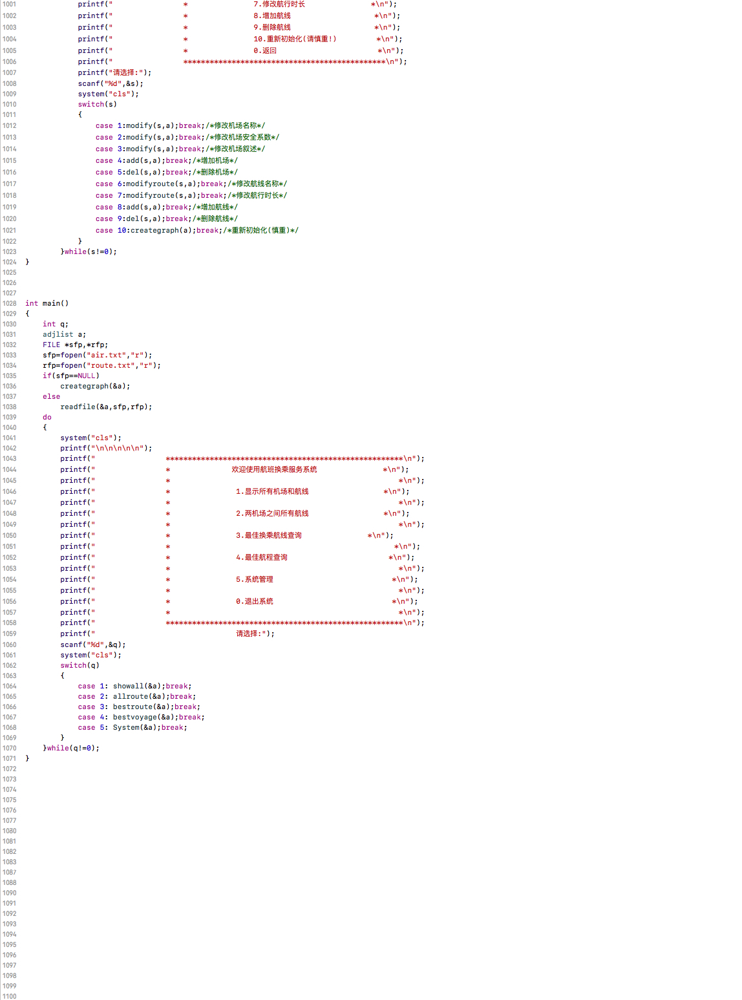 1001 printf("                *               7.修改航行时长               *\n");
1002 printf("                *               8.增加航线                   *\n");
1003 printf("                *               9.删除航线                   *\n");
1004 printf("                *               10.重新初始化(请慎重!)         *\n");
1005 printf("                *               0.返回                       *\n");
1006 printf("                **********************************************\n");
1007 printf("请选择:");
1008 scanf("%d",&s);
1009 system("cls");
1010 switch(s)
1011 {
1012 case 1:modify(s,a);break;/*修改机场名称*/
1013 case 2:modify(s,a);break;/*修改机场安全系数*/
1014 case 3:modify(s,a);break;/*修改机场叙述*/
1015 case 4:add(s,a);break;/*增加机场*/
1016 case 5:del(s,a);break;/*删除机场*/
1017 case 6:modifyroute(s,a);break;/*修改航线名称*/
1018 case 7:modifyroute(s,a);break;/*修改航行时长*/
1019 case 8:add(s,a);break;/*增加航线*/
1020 case 9:del(s,a);break;/*删除航线*/
1021 case 10:creategraph(a);break;/*重新初始化(慎重)*/
1022 }
1023 }while(s!=0);
1024 }
1025
1026
1027
1028 int main()
1029 {
1030 int q;
1031 adjlist a;
1032 FILE *sfp,*rfp;
1033 sfp=fopen("air.txt","r");
1034 rfp=fopen("route.txt","r");
1035 if(sfp==NULL)
1036 creategraph(&a);
1037 else
1038 readfile(&a,sfp,rfp);
1039 do
1040 {
1041 system("cls");
1042 printf("\n\n\n\n\n");
1043 printf("                ******************************************************\n");
1044 printf("                *              欢迎使用航班换乘服务系统               *\n");
1045 printf("                *                                                    *\n");
1046 printf("                *               1.显示所有机场和航线                 *\n");
1047 printf("                *                                                    *\n");
1048 printf("                *               2.两机场之间所有航线                 *\n");
1049 printf("                *                                                    *\n");
1050 printf("                *               3.最佳换乘航线查询               *\n");
1051 printf("                *                                                   *\n");
1052 printf("                *               4.最佳航程查询                       *\n");
1053 printf("                *                                                    *\n");
1054 printf("                *               5.系统管理                           *\n");
1055 printf("                *                                                    *\n");
1056 printf("                *               0.退出系统                           *\n");
1057 printf("                *                                                    *\n");
1058 printf("                ******************************************************\n");
1059 printf("                                请选择:");
1060 scanf("%d",&q);
1061 system("cls");
1062 switch(q)
1063 {
1064 case 1: showall(&a);break;
1065 case 2: allroute(&a);break;
1066 case 3: bestroute(&a);break;
1067 case 4: bestvoyage(&a);break;
1068 case 5: System(&a);break;
1069 }
1070 }while(q!=0);
1071 }
1072
1073
1074
1075
1076
1077
1080
1081
1082
1083
1087
1088
1090
1091
1092
1093
1094
1095
1096
1097
1098
1099
1100